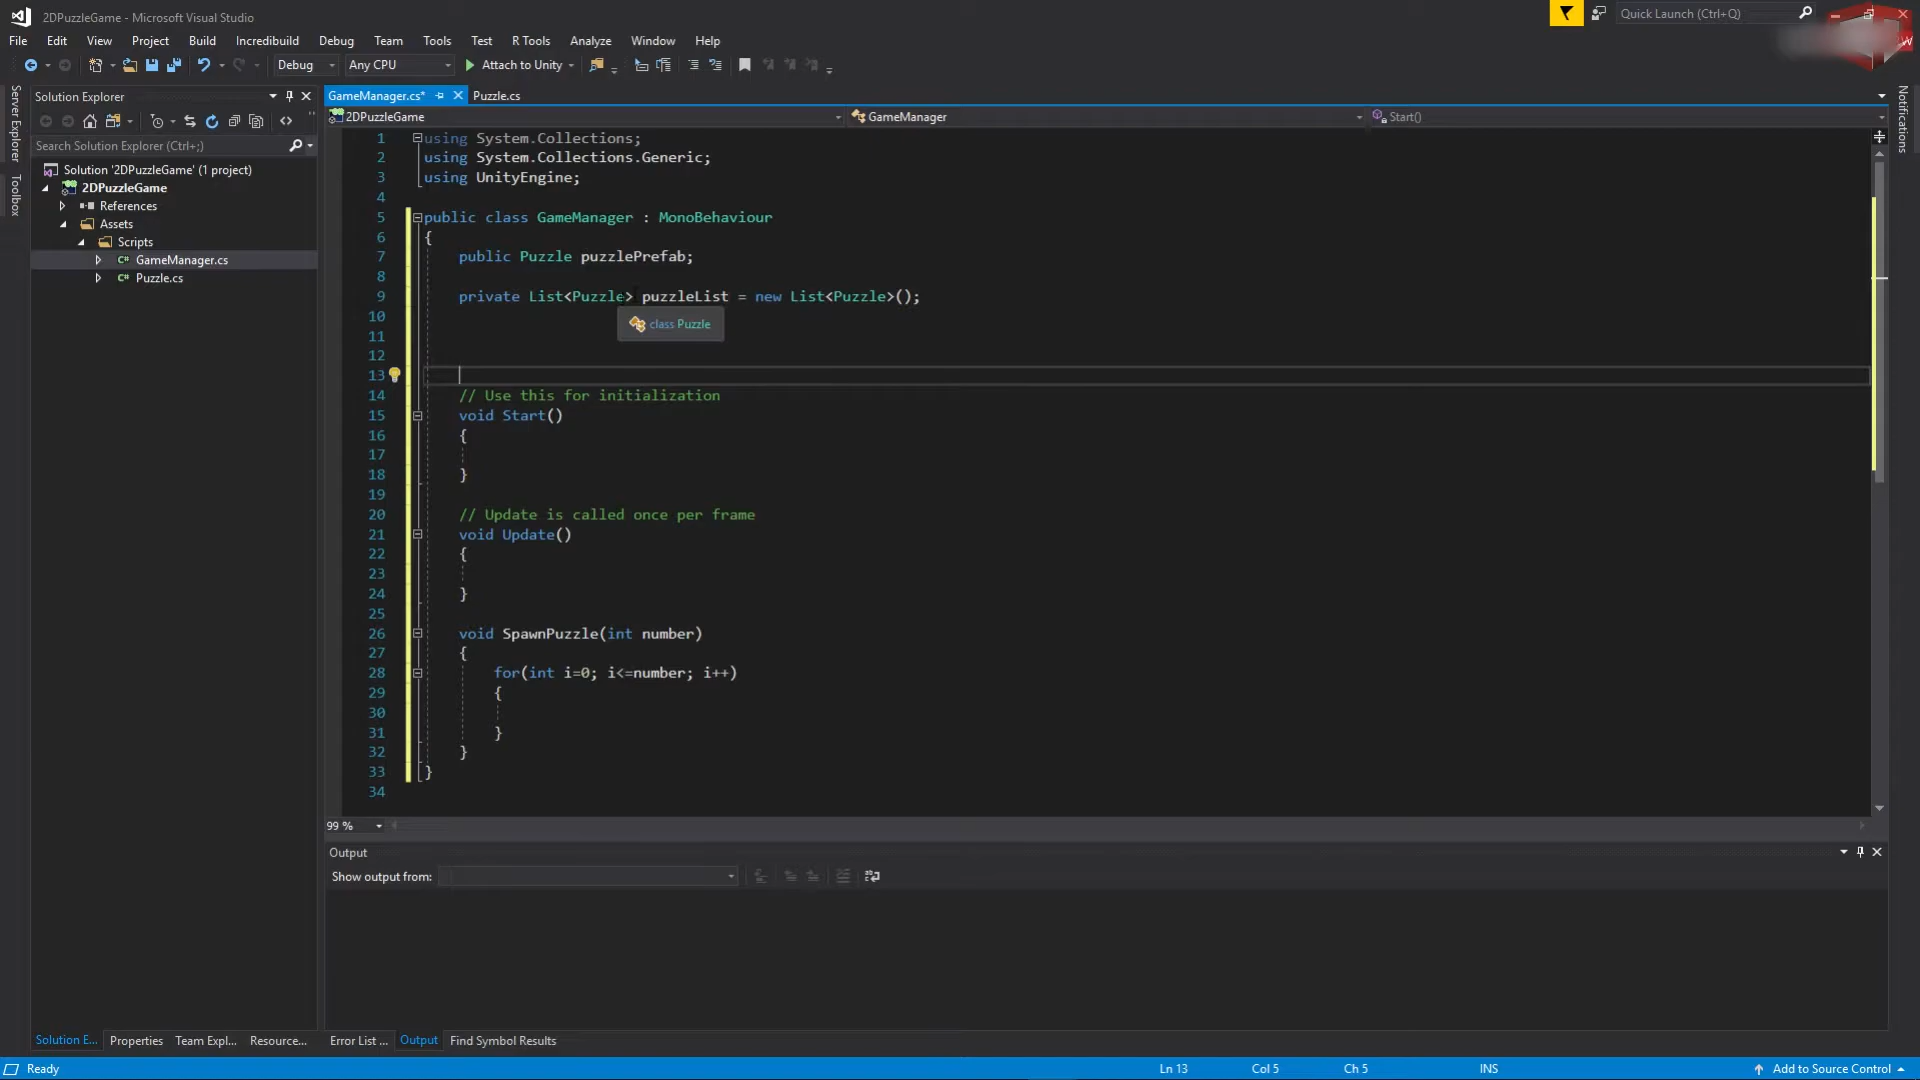 2DPuzzleGame - Microsoft Visual Studio
Quick Launch (Ctrl+Q)
File Edit View Project Build Incredibuild Debug Team Tools Test R Tools Analyze Window Help
Debug Any CPU Attach to Unity
Server Explorer
Toolbox
Solution Explorer
Search Solution Explorer (Ctrl+;)
Solution '2DPuzzleGame' (1 project)
2DPuzzleGame
References
Assets
Scripts
C# GameManager.cs
C# Puzzle.cs
GameManager.cs* Puzzle.cs
2DPuzzleGame GameManager Start()
1 using System.Collections;
2 using System.Collections.Generic;
3 using UnityEngine;
4
5 public class GameManager : MonoBehaviour
6 {
7 public Puzzle puzzlePrefab;
8
9 private List<Puzzle> puzzleList = new List<Puzzle>();
10
class Puzzle
11
12
13
14 // Use this for initialization
15 void Start()
16 {
17
18 }
19
20 // Update is called once per frame
21 void Update()
22 {
23
24 }
25
26 void SpawnPuzzle(int number)
27 {
28 for(int i=0; i<=number; i++)
29 {
30
31 }
32 }
33 }
34
99 %
Output
Show output from:
Solution E... Properties Team Expl... Resource... Error List ... Output Find Symbol Results
Ready Ln 13 Col 5 Ch 5 INS Add to Source Control
Notifications